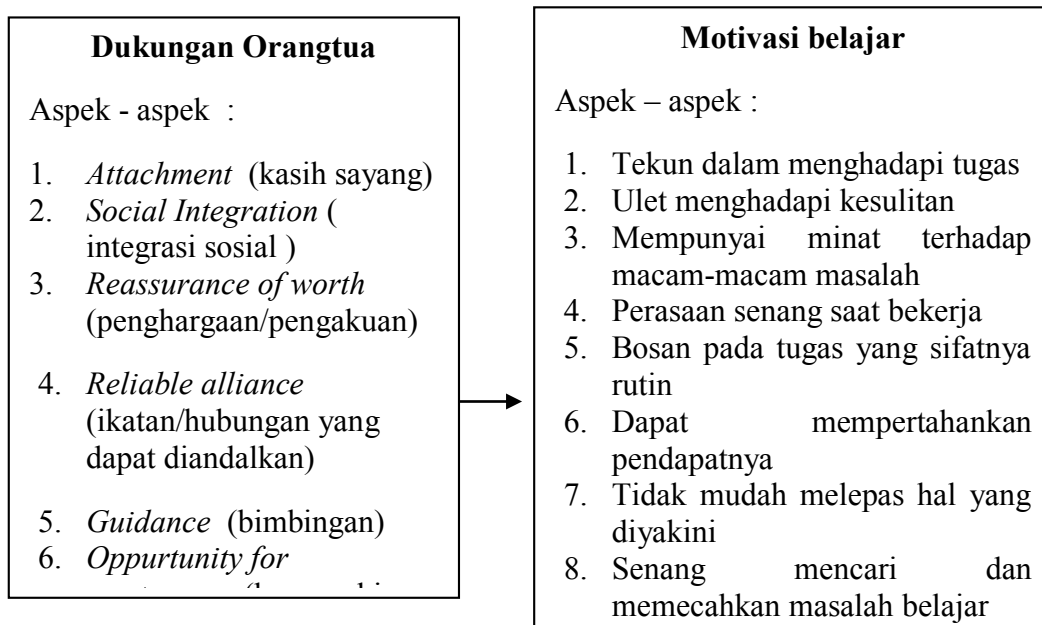 Dukungan Orangtua
Aspek - aspek :
1. Attachment (kasih sayang)
2. Social Integration (
integrasi sosial )
3. Reassurance of worth
(penghargaan/pengakuan)
4. Reliable alliance
(ikatan/hubungan yang
dapat diandalkan)
5. Guidance (bimbingan)
6. Oppurtunity for
Motivasi belajar
Aspek – aspek :
1. Tekun dalam menghadapi tugas
2. Ulet menghadapi kesulitan
3. Mempunyai minat terhadap
macam-macam masalah
4. Perasaan senang saat bekerja
5. Bosan pada tugas yang sifatnya
rutin
6. Dapat mempertahankan
pendapatnya
7. Tidak mudah melepas hal yang
diyakini
8. Senang mencari dan
memecahkan masalah belajar